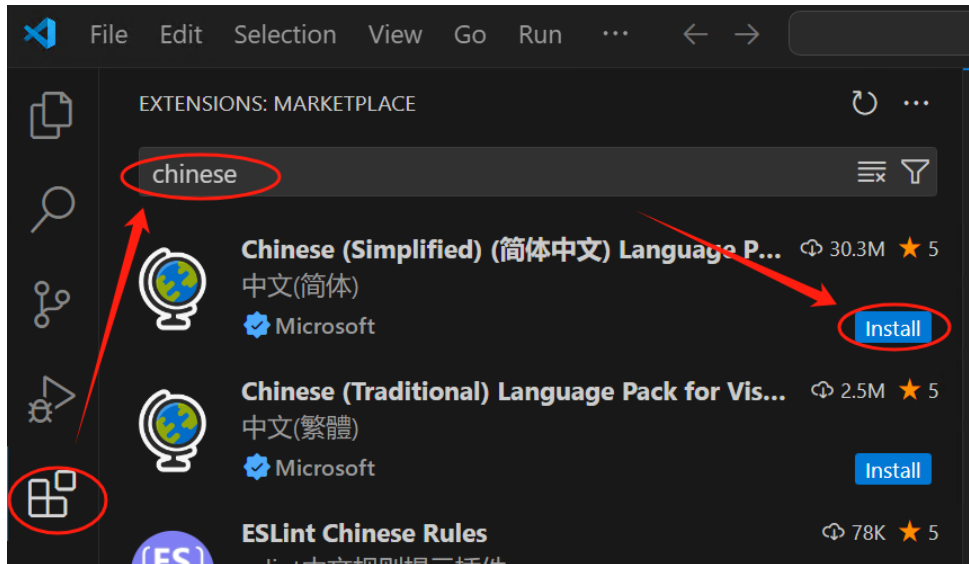 File Edit Selection View Go Run ···
EXTENSIONS: MARKETPLACE ···
chinese
Chinese (Simplified) (简体中文) Language P... 30.3M 5
中文(简体)
Microsoft
Install
Chinese (Traditional) Language Pack for Vis... 2.5M 5
中文(繁體)
Microsoft
Install
ESLint Chinese Rules 78K 5
{ES}